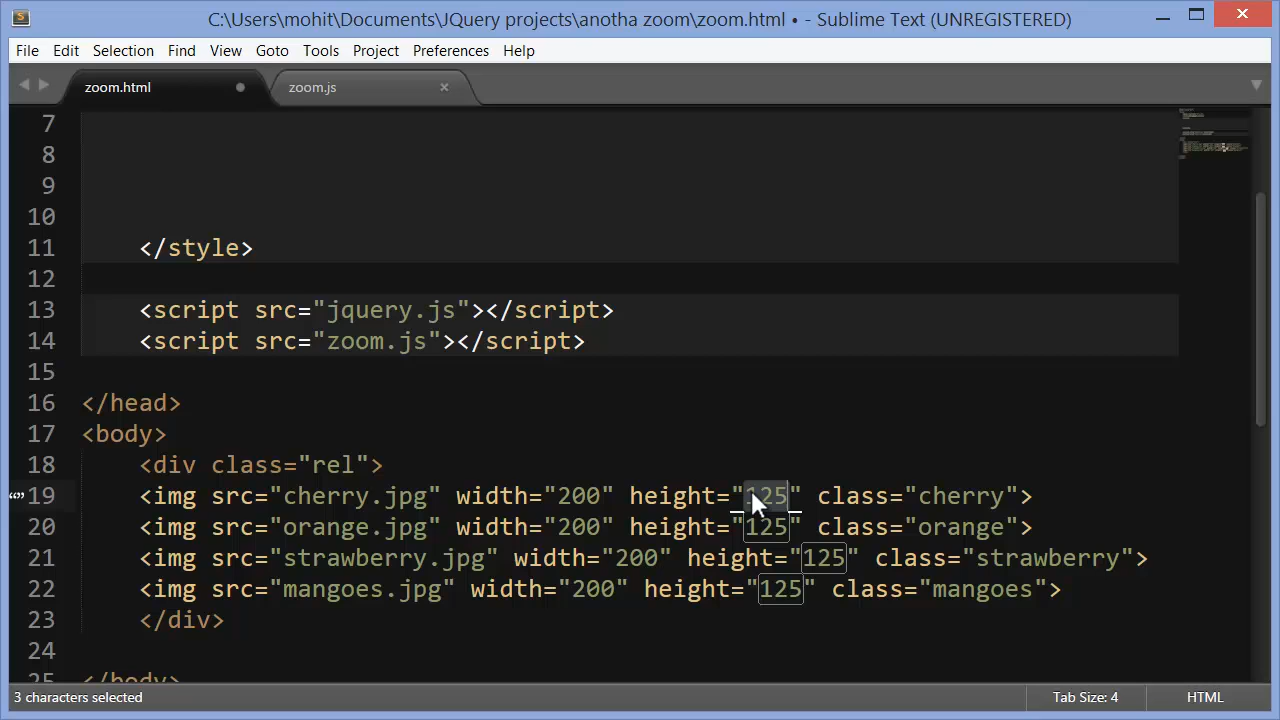 C:\Users\mohit\Documents\JQuery projects\anotha zoom\zoom.html • - Sublime Text (UNREGISTERED)
File Edit Selection Find View Goto Tools Project Preferences Help
zoom.html zoom.js
7
8
9
10
11 </style>
12
13 <script src="jquery.js"></script>
14 <script src="zoom.js"></script>
15
16 </head>
17 <body>
18 <div class="rel">
19 <img src="cherry.jpg" width="200" height="125" class="cherry">
20 <img src="orange.jpg" width="200" height="125" class="orange">
21 <img src="strawberry.jpg" width="200" height="125" class="strawberry">
22 <img src="mangoes.jpg" width="200" height="125" class="mangoes">
23 </div>
24
25 </body>
3 characters selected Tab Size: 4 HTML